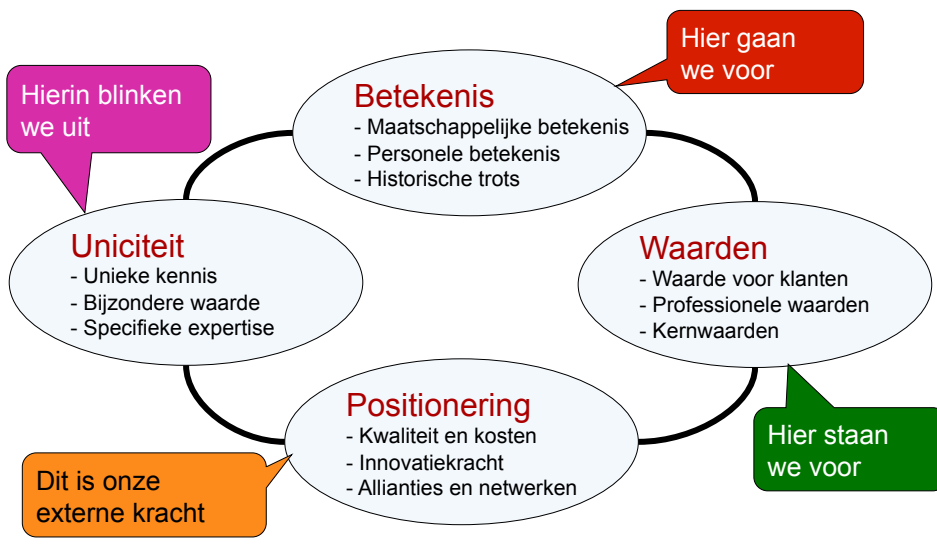 Hier gaan
we voor
Hierin blinken
we uit
Betekenis
- Maatschappelijke betekenis
- Personele betekenis
- Historische trots
Uniciteit
- Unieke kennis
- Bijzondere waarde
- Specifieke expertise
Waarden
- Waarde voor klanten
- Professionele waarden
- Kernwaarden
Positionering
- Kwaliteit en kosten
- Innovatiekracht
- Allianties en netwerken
Hier staan
we voor
Dit is onze
externe kracht